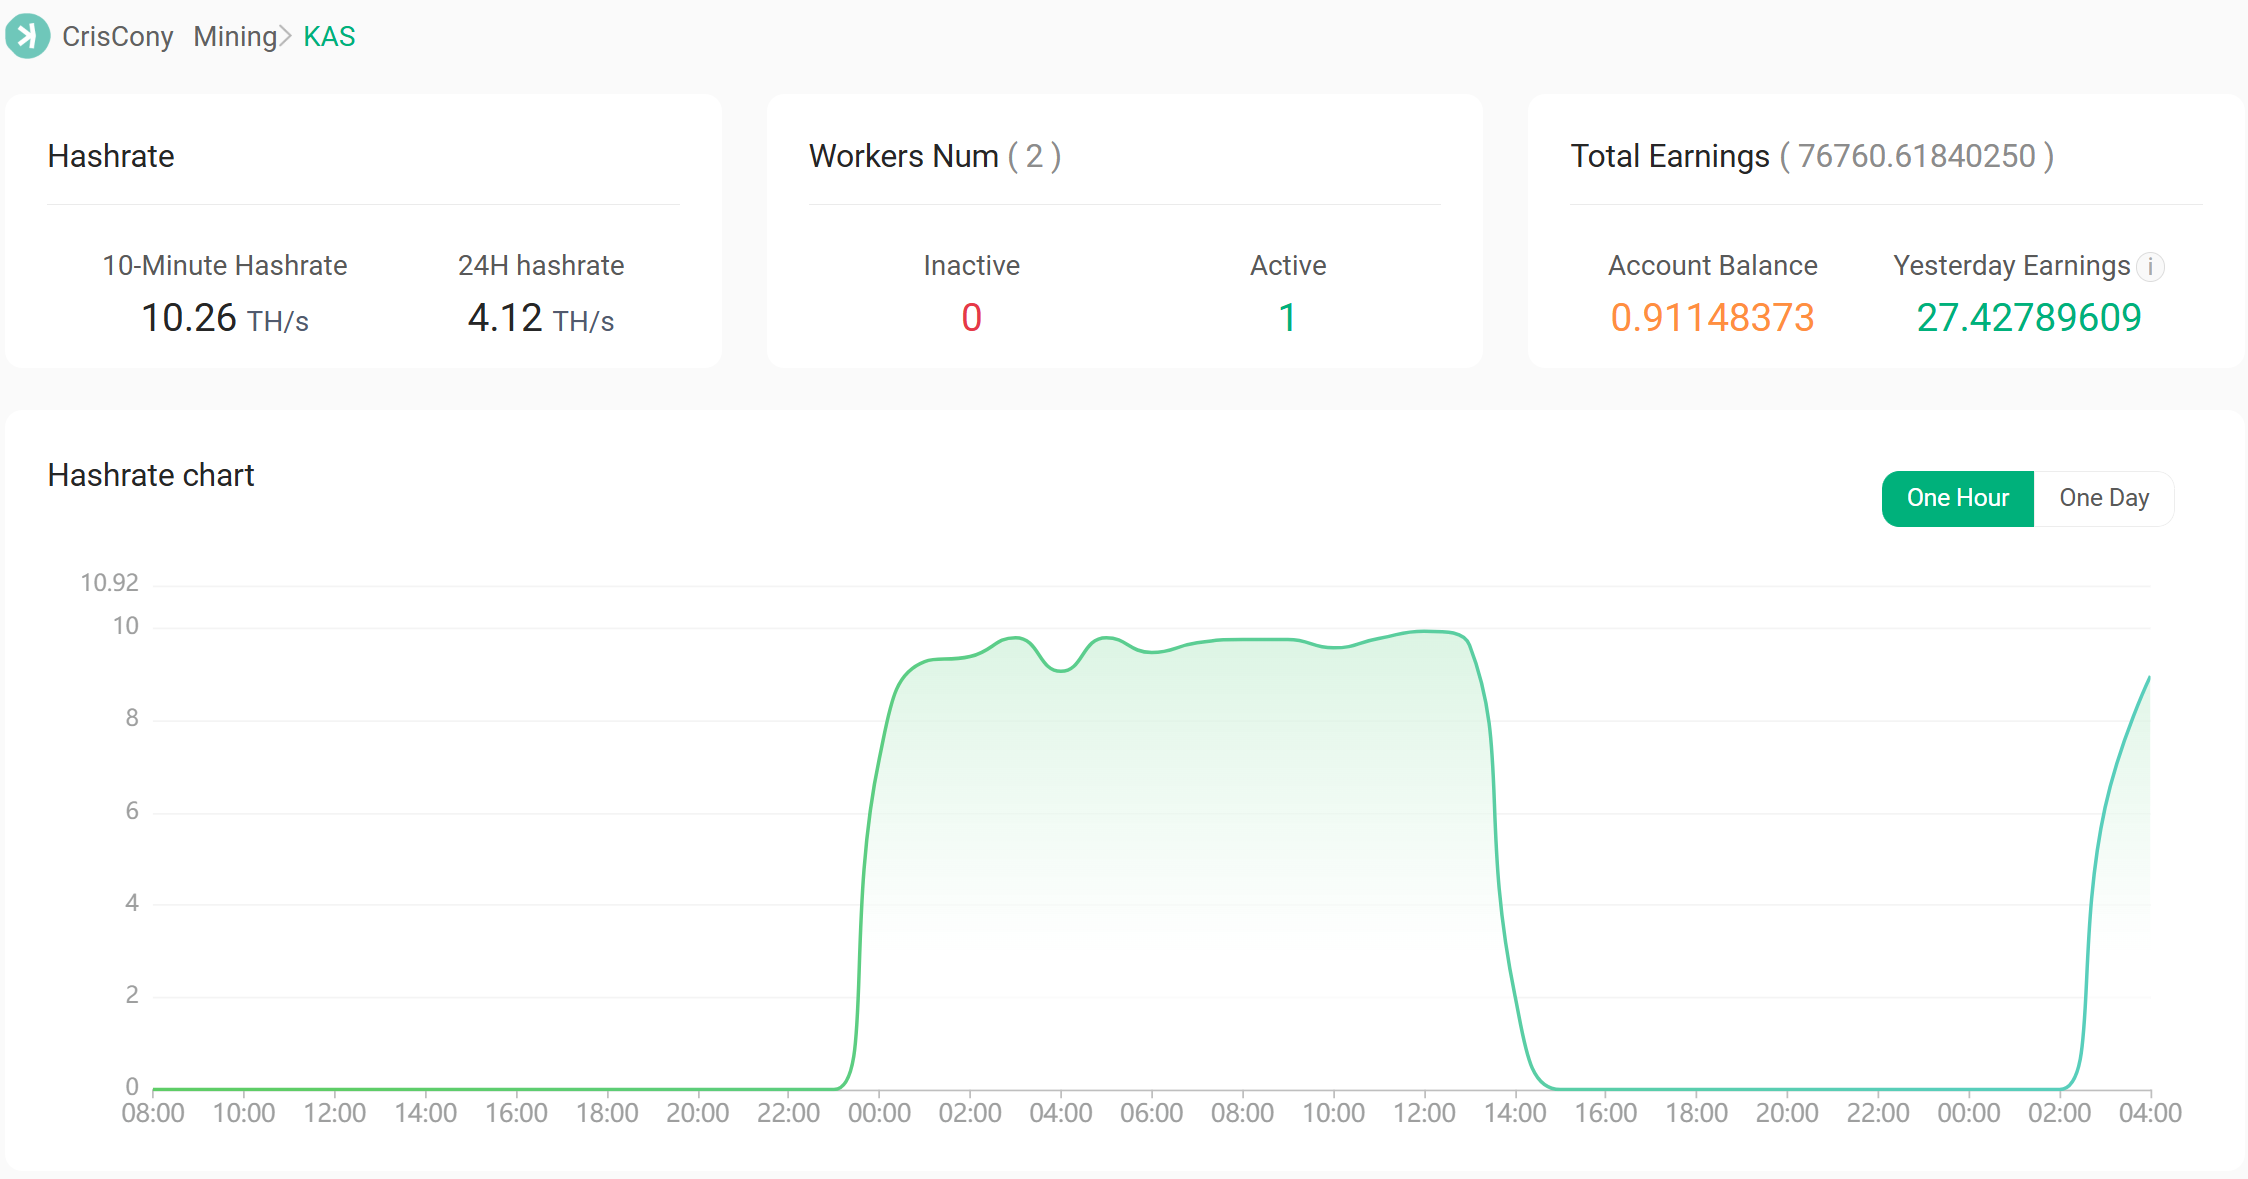 CrisCony Mining > KAS
Hashrate
10-Minute Hashrate
10.26 TH/s
24H hashrate
4.12 TH/s
Workers Num ( 2 )
Inactive
0
Active
1
Total Earnings ( 76760.61840250 )
Account Balance
0.91148373
Yesterday Earnings i
27.42789609
Hashrate chart
One Hour
One Day
10.92
10
8
6
4
2
0
08:00 10:00 12:00 14:00 16:00 18:00 20:00 22:00 00:00 02:00 04:00 06:00 08:00 10:00 12:00 14:00 16:00 18:00 20:00 22:00 00:00 02:00 04:00